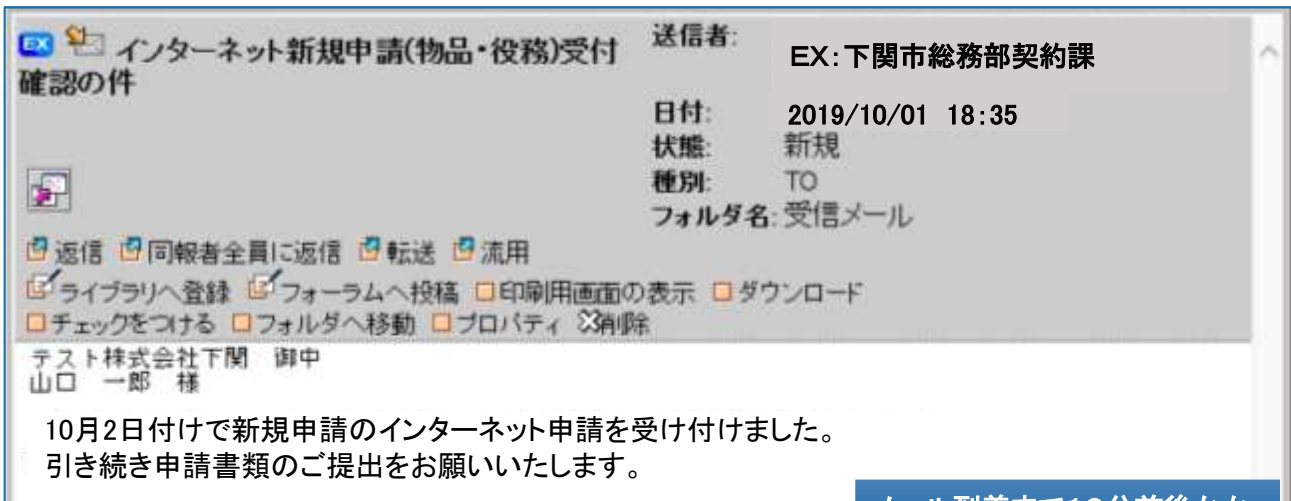 EX インターネット新規申請(物品・役務)受付
確認の件
送信者: EX:下関市総務部契約課
日付: 2019/10/01 18:35
状態: 新規
種別: TO
フォルダ名: 受信メール
返信 同報者全員に返信 転送 流用
ライブラリへ登録 フォーラムへ投稿 印刷用画面の表示 ダウンロード
チェックをつける フォルダへ移動 プロパティ 削除
テスト株式会社下関 御中
山口 一郎 様
10月2日付けで新規申請のインターネット申請を受け付けました。
引き続き申請書類のご提出をお願いいたします。